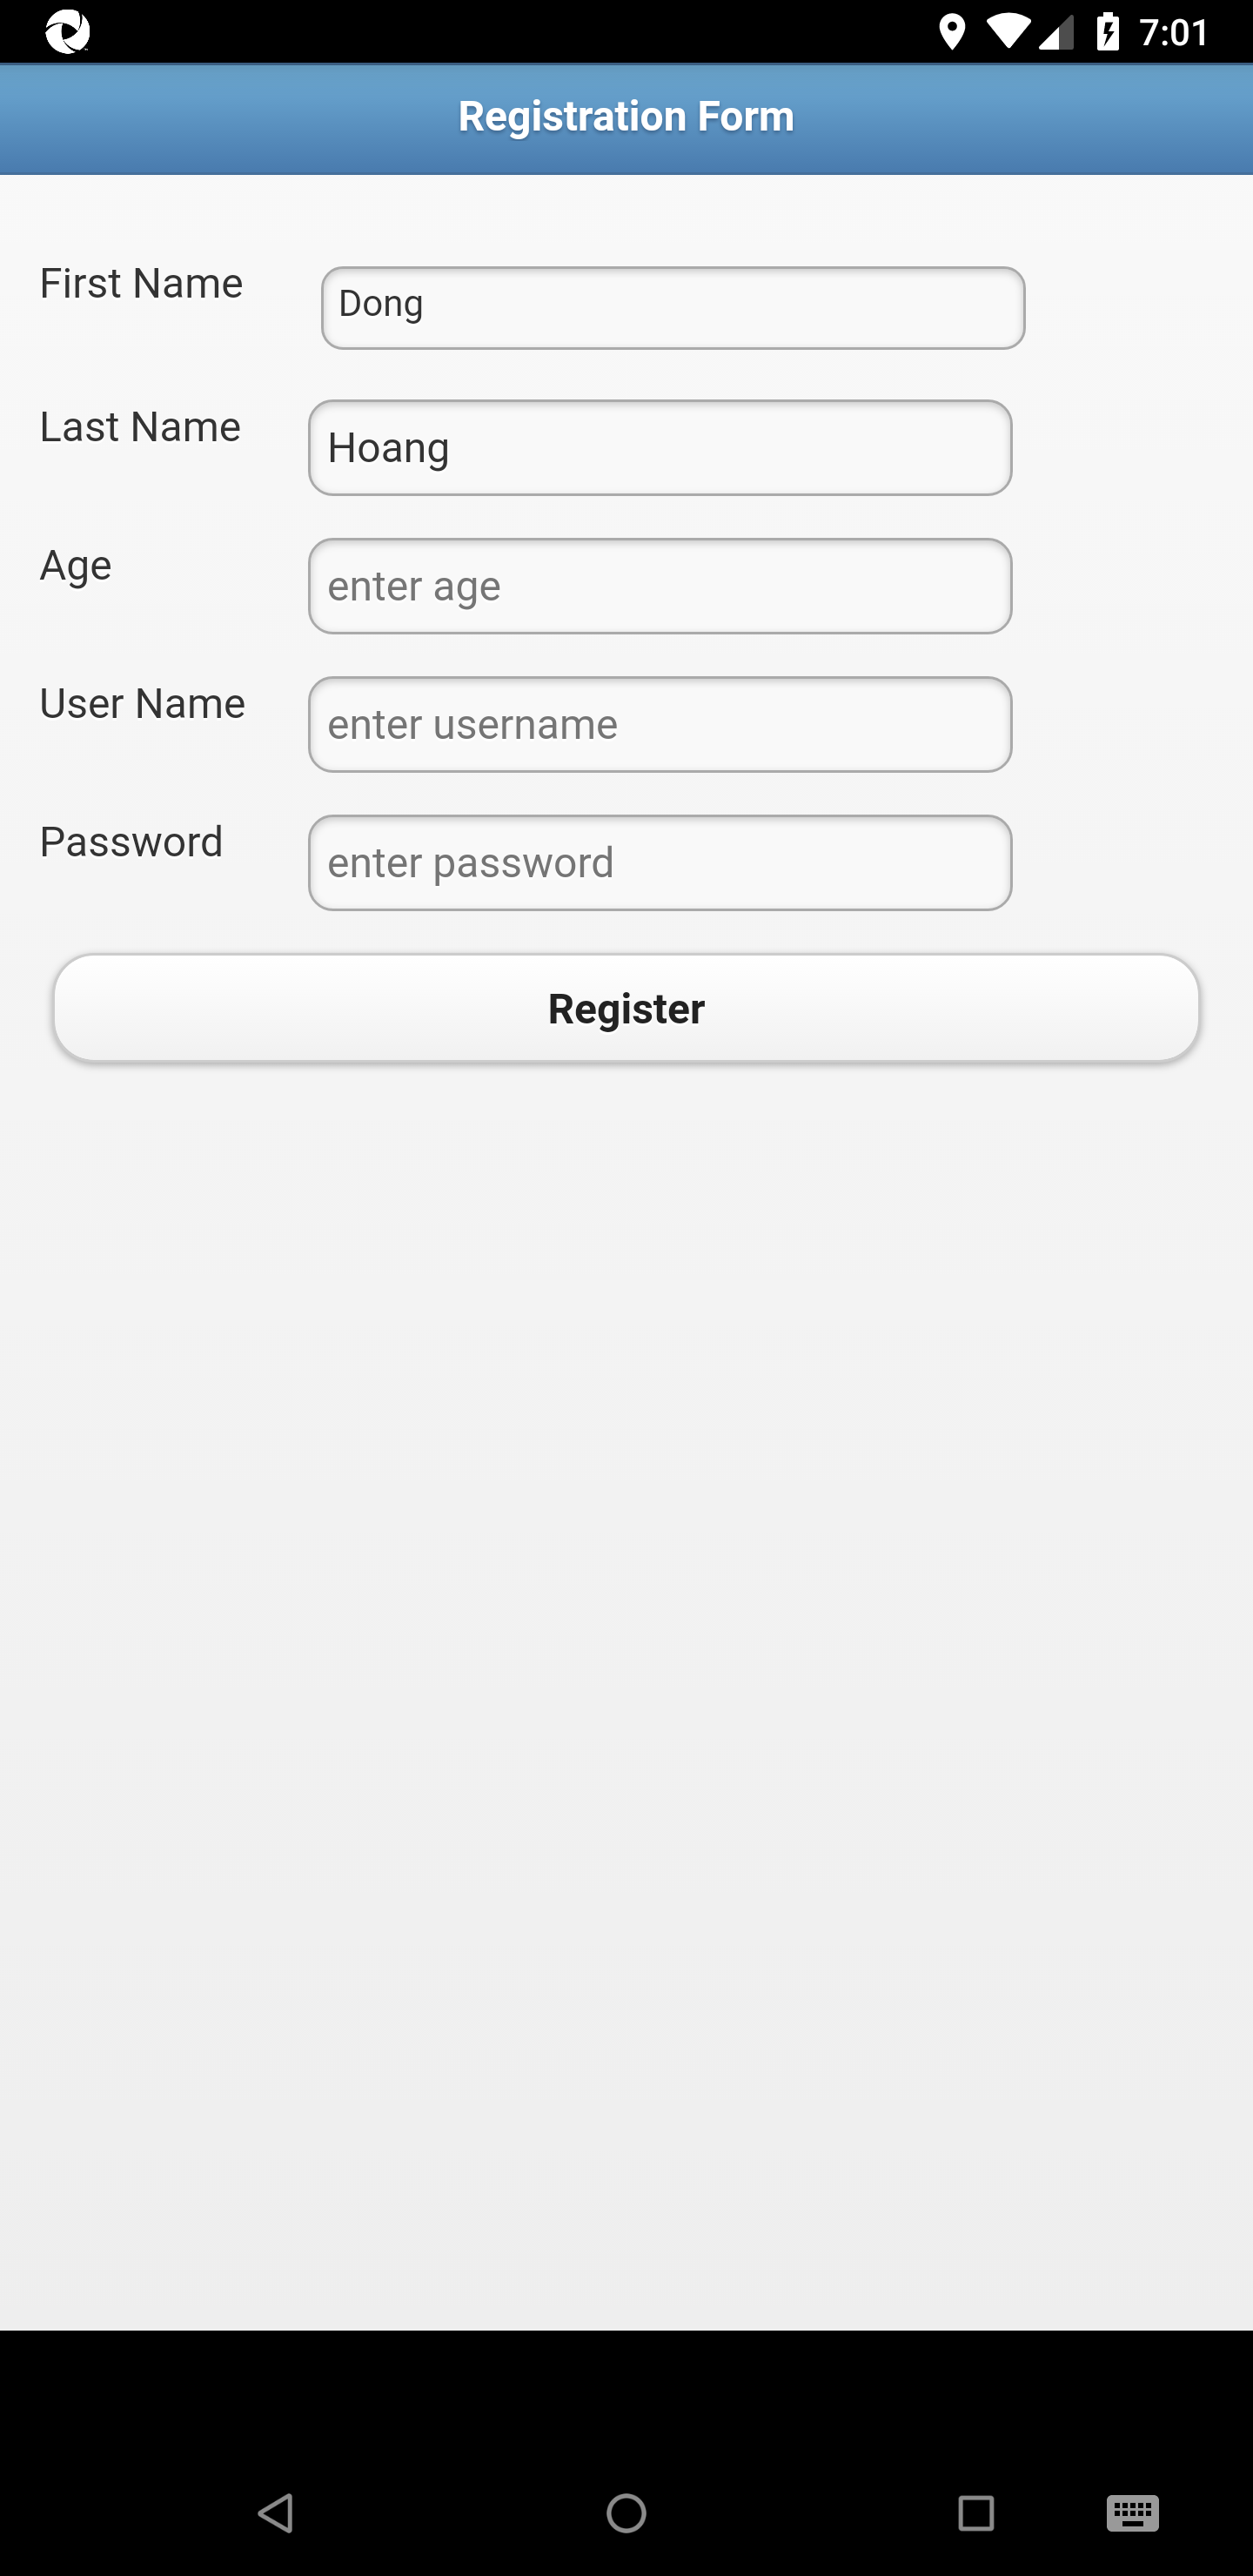 7:01
Registration Form
First Name
Dong
Last Name
Hoang
Age
enter age
User Name
enter username
Password
enter password
Register